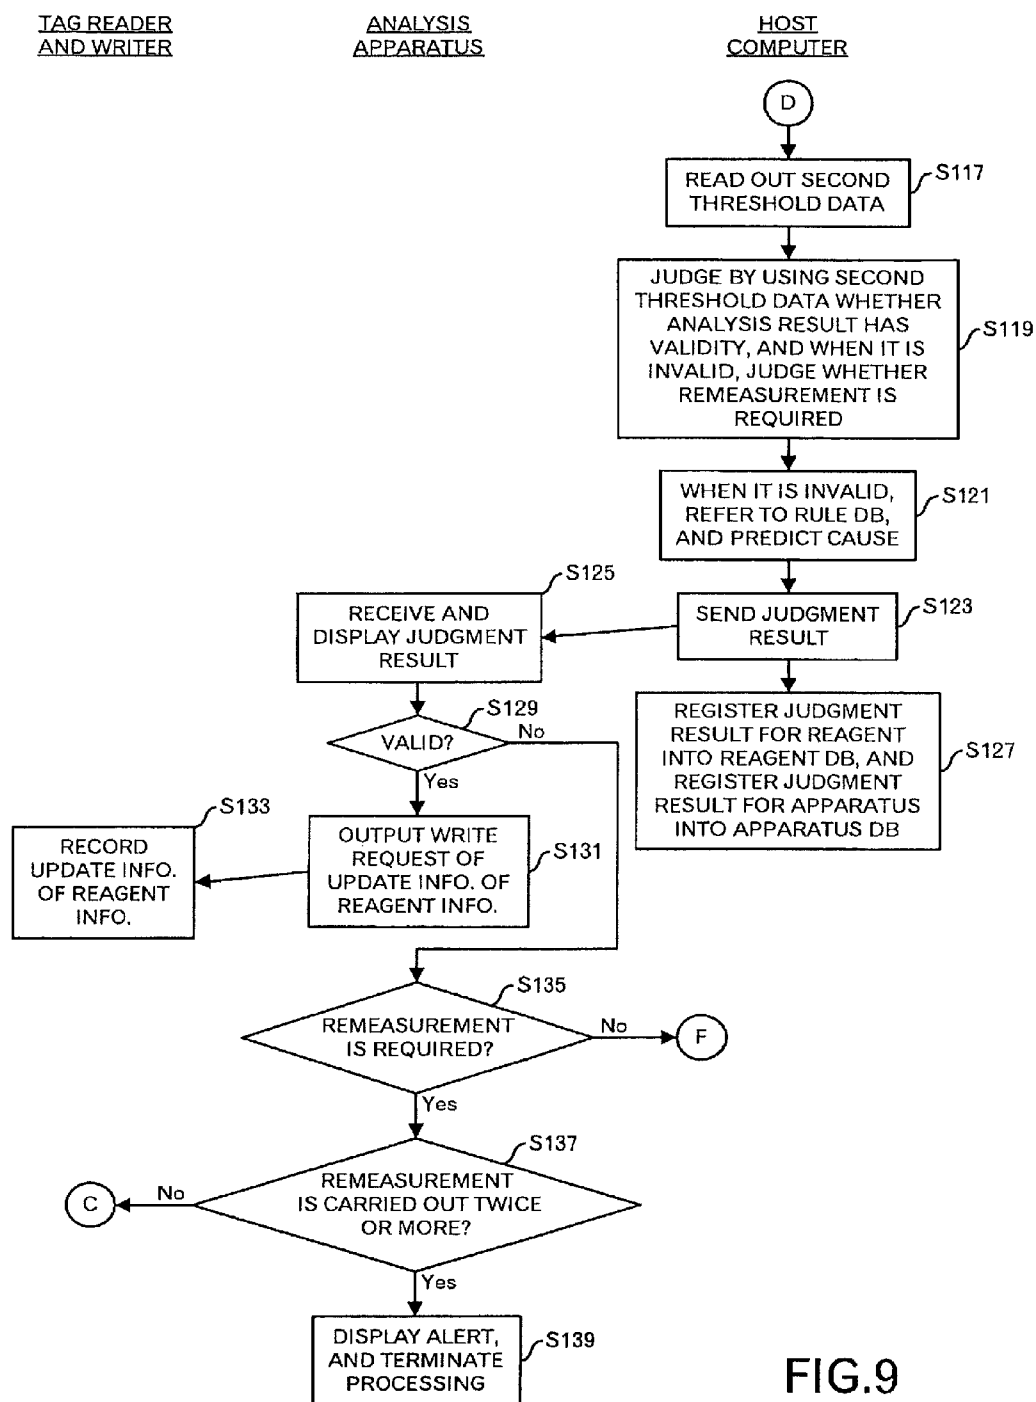 TAG READER
AND WRITER
ANALYSIS
APPARATUS
HOST
COMPUTER
D
S117
READ OUT SECOND
THRESHOLD DATA
S119
JUDGE BY USING SECOND
THRESHOLD DATA WHETHER
ANALYSIS RESULT HAS
VALIDITY, AND WHEN IT IS
INVALID, JUDGE WHETHER
REMEASUREMENT IS
REQUIRED
S121
WHEN IT IS INVALID,
REFER TO RULE DB,
AND PREDICT CAUSE
S123
SEND JUDGMENT
RESULT
S125
RECEIVE AND
DISPLAY JUDGMENT
RESULT
S127
REGISTER JUDGMENT
RESULT FOR REAGENT
INTO REAGENT DB, AND
REGISTER JUDGMENT
RESULT FOR APPARATUS
INTO APPARATUS DB
S129
VALID?
No
Yes
S131
OUTPUT WRITE
REQUEST OF
UPDATE INFO. OF
REAGENT INFO.
S133
RECORD
UPDATE INFO.
OF REAGENT
INFO.
S135
REMEASUREMENT
IS REQUIRED?
No
F
Yes
S137
REMEASUREMENT
IS CARRIED OUT TWICE
OR MORE?
No
C
Yes
S139
DISPLAY ALERT,
AND TERMINATE
PROCESSING
FIG.9